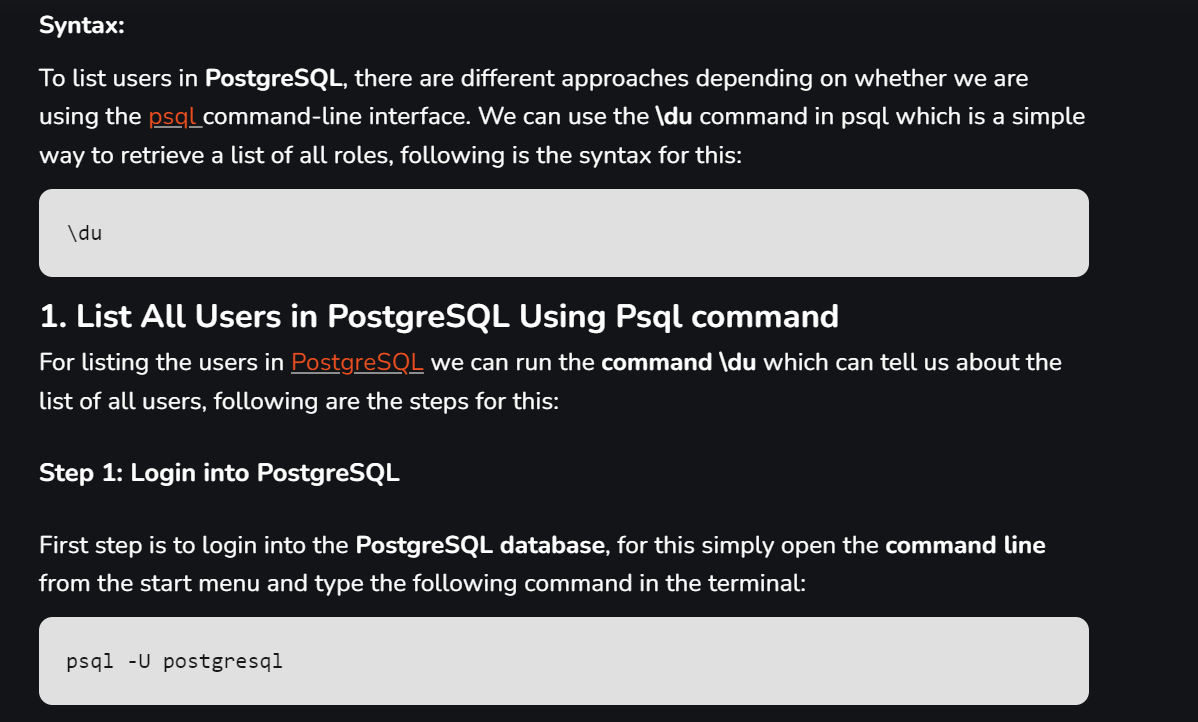 Syntax:
To list users in PostgreSQL, there are different approaches depending on whether we are
using the psql command-line interface. We can use the \du command in psql which is a simple
way to retrieve a list of all roles, following is the syntax for this:
\du
1. List All Users in PostgreSQL Using Psql command
For listing the users in PostgreSQL we can run the command \du which can tell us about the
list of all users, following are the steps for this:
Step 1: Login into PostgreSQL
First step is to login into the PostgreSQL database, for this simply open the command line
from the start menu and type the following command in the terminal:
psql -U postgresql